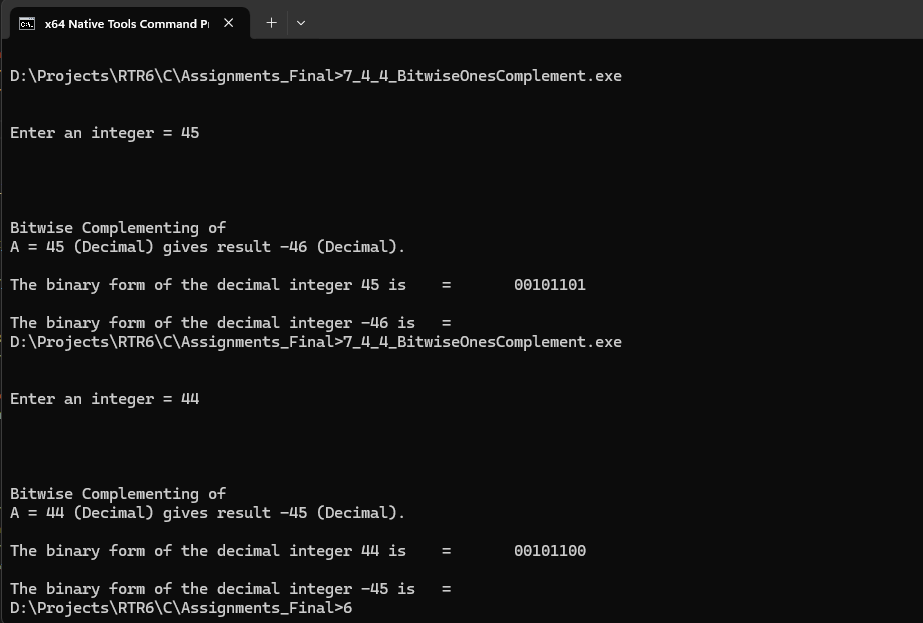 x64 Native Tools Command Pr
D:\Projects\RTR6\C\Assignments_Final>7_4_4_BitwiseOnesComplement.exe
Enter an integer = 45
Bitwise Complementing of
A = 45 (Decimal) gives result -46 (Decimal).
The binary form of the decimal integer 45 is    =       00101101
The binary form of the decimal integer -46 is   =
D:\Projects\RTR6\C\Assignments_Final>7_4_4_BitwiseOnesComplement.exe
Enter an integer = 44
Bitwise Complementing of
A = 44 (Decimal) gives result -45 (Decimal).
The binary form of the decimal integer 44 is    =       00101100
The binary form of the decimal integer -45 is   =
D:\Projects\RTR6\C\Assignments_Final>6